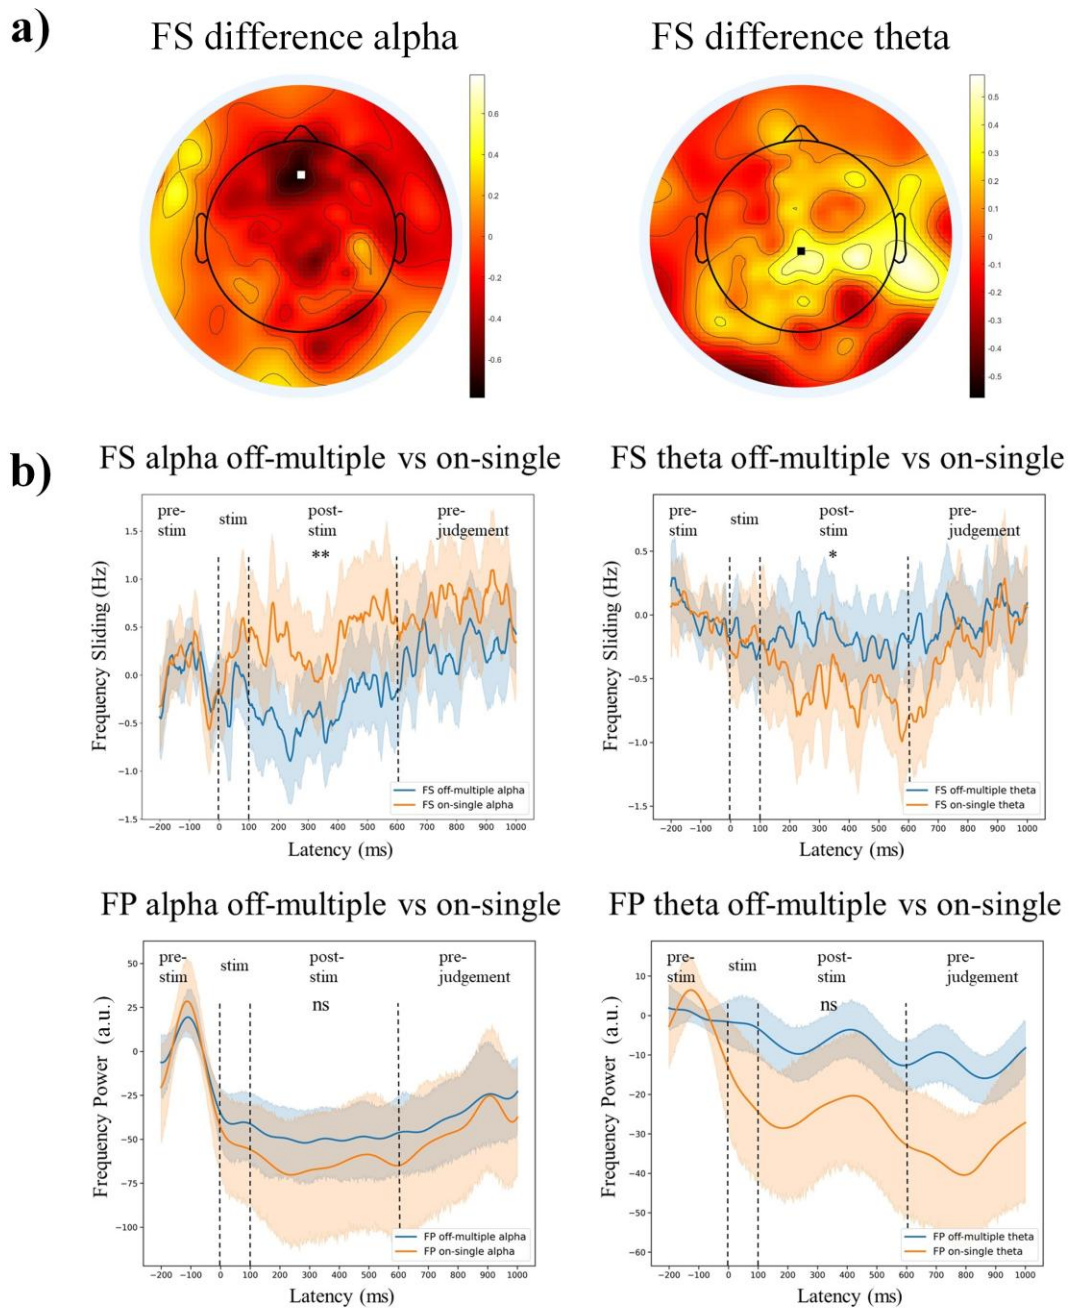 a)
FS difference alpha
FS difference theta
0.6
0.4
0.2
0
-0.2
-0.4
-0.6
0.5
0.4
0.3
0.2
0.1
0
-0.1
-0.2
-0.3
-0.4
-0.5
b)
FS alpha off-multiple vs on-single
FS theta off-multiple vs on-single
pre-
stim
stim
post-
stim
pre-
judgement
**
1.5
1.0
0.5
0.0
−0.5
−1.0
−1.5
Frequency Sliding (Hz)
FS off-multiple alpha
FS on-single alpha
−200 −100 0 100 200 300 400 500 600 700 800 900 1000
Latency (ms)
pre-
stim
stim
post-
stim
pre-
judgement
*
0.5
0.0
−0.5
−1.0
−1.5
Frequency Sliding (Hz)
FS off-multiple theta
FS on-single theta
−200 −100 0 100 200 300 400 500 600 700 800 900 1000
Latency (ms)
FP alpha off-multiple vs on-single
FP theta off-multiple vs on-single
pre-
stim
stim
post-
stim
pre-
judgement
ns
50
25
0
−25
−50
−75
−100
Frequency Power (a.u.)
FP off-multiple alpha
FP on-single alpha
−200 −100 0 100 200 300 400 500 600 700 800 900 1000
Latency (ms)
pre-
stim
stim
post-
stim
pre-
judgement
ns
10
0
−10
−20
−30
−40
−50
−60
Frequency Power (a.u.)
FP off-multiple theta
FP on-single theta
−200 −100 0 100 200 300 400 500 600 700 800 900 1000
Latency (ms)